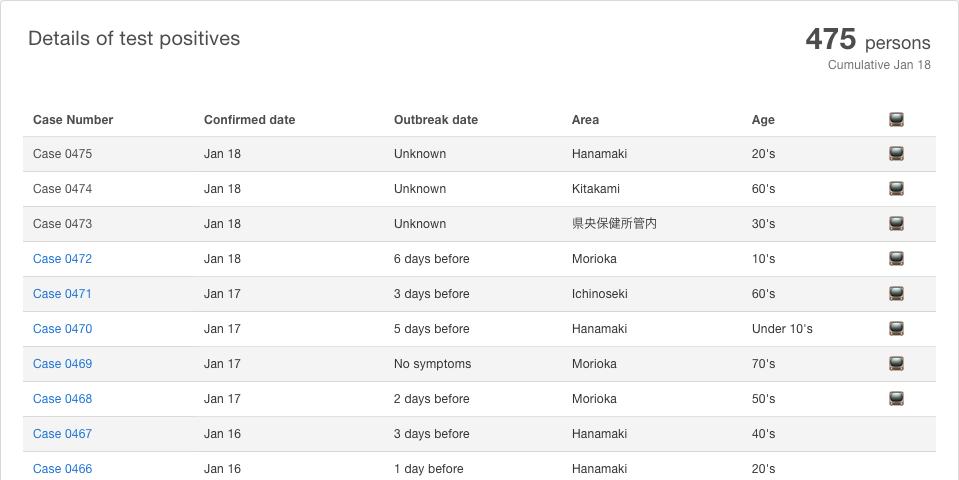 Details of test positives
475 persons
Cumulative Jan 18
Case Number Confirmed date Outbreak date Area Age
Case 0475 Jan 18 Unknown Hanamaki 20's
Case 0474 Jan 18 Unknown Kitakami 60's
Case 0473 Jan 18 Unknown 県央保健所管内 30's
Case 0472 Jan 18 6 days before Morioka 10's
Case 0471 Jan 17 3 days before Ichinoseki 60's
Case 0470 Jan 17 5 days before Hanamaki Under 10's
Case 0469 Jan 17 No symptoms Morioka 70's
Case 0468 Jan 17 2 days before Morioka 50's
Case 0467 Jan 16 3 days before Hanamaki 40's
Case 0466 Jan 16 1 day before Hanamaki 20's